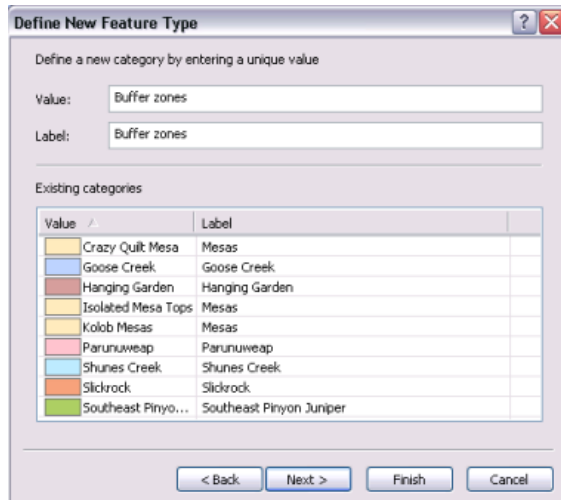 Define New Feature Type
Define a new category by entering a unique value
Value: Buffer zones
Label: Buffer zones
Existing categories
Value Label
Crazy Quilt Mesa Mesas
Goose Creek Goose Creek
Hanging Garden Hanging Garden
Isolated Mesa Tops Mesas
Kolob Mesas Mesas
Parunuweap Parunuweap
Shunes Creek Shunes Creek
Slickrock Slickrock
Southeast Pinyo... Southeast Pinyon Juniper
< Back Next > Finish Cancel